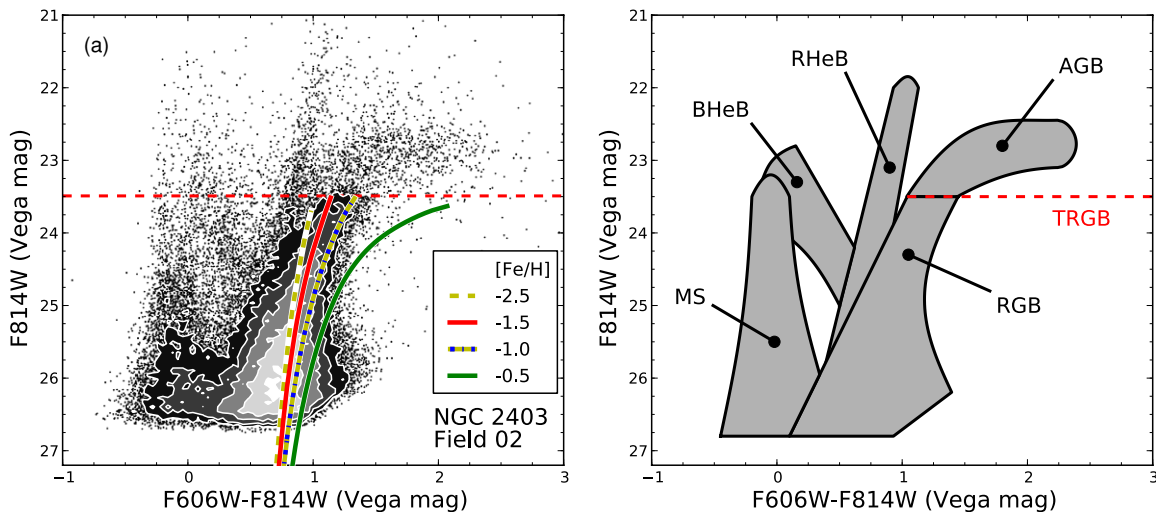 (a)
21
22
23
24
25
26
27
F814W (Vega mag)
−1
0
1
2
3
F606W-F814W (Vega mag)
[Fe/H]
-2.5
-1.5
-1.0
-0.5
NGC 2403
Field 02
21
22
23
24
25
26
27
F814W (Vega mag)
−1
0
1
2
3
F606W-F814W (Vega mag)
RHeB
AGB
BHeB
TRGB
MS
RGB